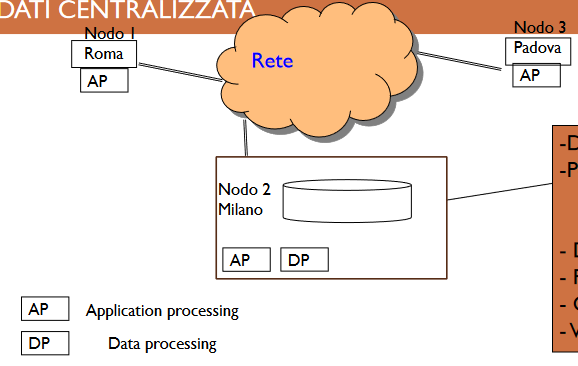 DATI CENTRALIZZATA
Nodo 1
Roma
AP
Rete
Nodo 3
Padova
AP
Nodo 2
Milano
AP
DP
AP Application processing
DP Data processing